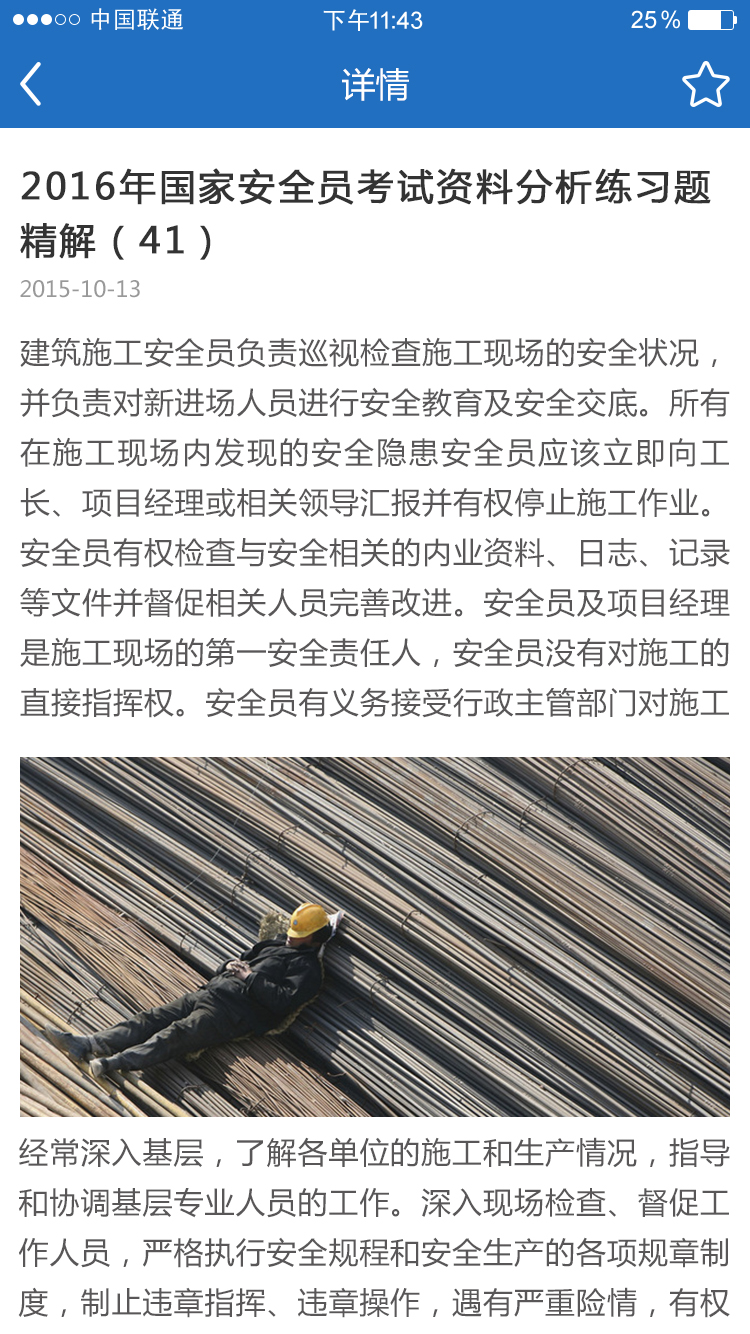 中国联通 下午11:43 25%
详情
2016年国家安全员考试资料分析练习题
精解（41）
2015-10-13
建筑施工安全员负责巡视检查施工现场的安全状况，
并负责对新进场人员进行安全教育及安全交底。所有
在施工现场内发现的安全隐患安全员应该立即向工
长、项目经理或相关领导汇报并有权停止施工作业。
安全员有权检查与安全相关的内业资料、日志、记录
等文件并督促相关人员完善改进。安全员及项目经理
是施工现场的第一安全责任人，安全员没有对施工的
直接指挥权。安全员有义务接受行政主管部门对施工
经常深入基层，了解各单位的施工和生产情况，指导
和协调基层专业人员的工作。深入现场检查、督促工
作人员，严格执行安全规程和安全生产的各项规章制
度，制止违章指挥、违章操作，遇有严重险情，有权